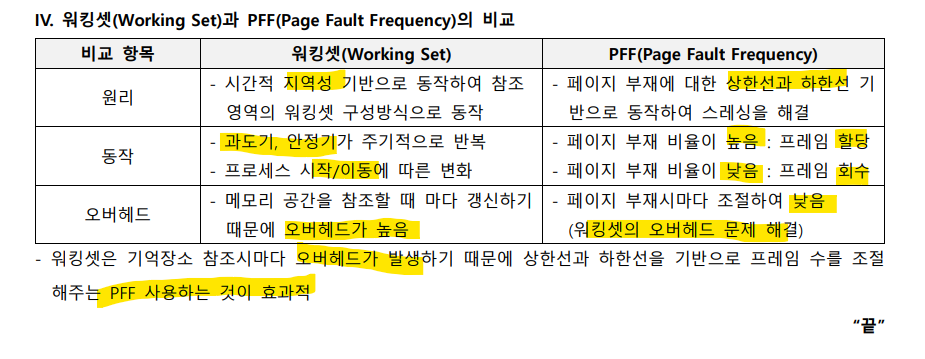 IV. 워킹셋(Working Set)과 PFF(Page Fault Frequency)의 비교
비교 항목 워킹셋(Working Set) PFF(Page Fault Frequency)
원리
- 시간적 지역성 기반으로 동작하여 참조
영역의 워킹셋 구성방식으로 동작
- 페이지 부재에 대한 상한선과 하한선 기
반으로 동작하여 스레싱을 해결
동작
- 과도기, 안정기가 주기적으로 반복
- 프로세스 시작/이동에 따른 변화
- 페이지 부재 비율이 높음 : 프레임 할당
- 페이지 부재 비율이 낮음 : 프레임 회수
오버헤드
- 메모리 공간을 참조할 때 마다 갱신하기
때문에 오버헤드가 높음
- 페이지 부재시마다 조절하여 낮음
(워킹셋의 오버헤드 문제 해결)
- 워킹셋은 기억장소 참조시마다 오버헤드가 발생하기 때문에 상한선과 하한선을 기반으로 프레임 수를 조절
해주는 PFF 사용하는 것이 효과적
“끝”